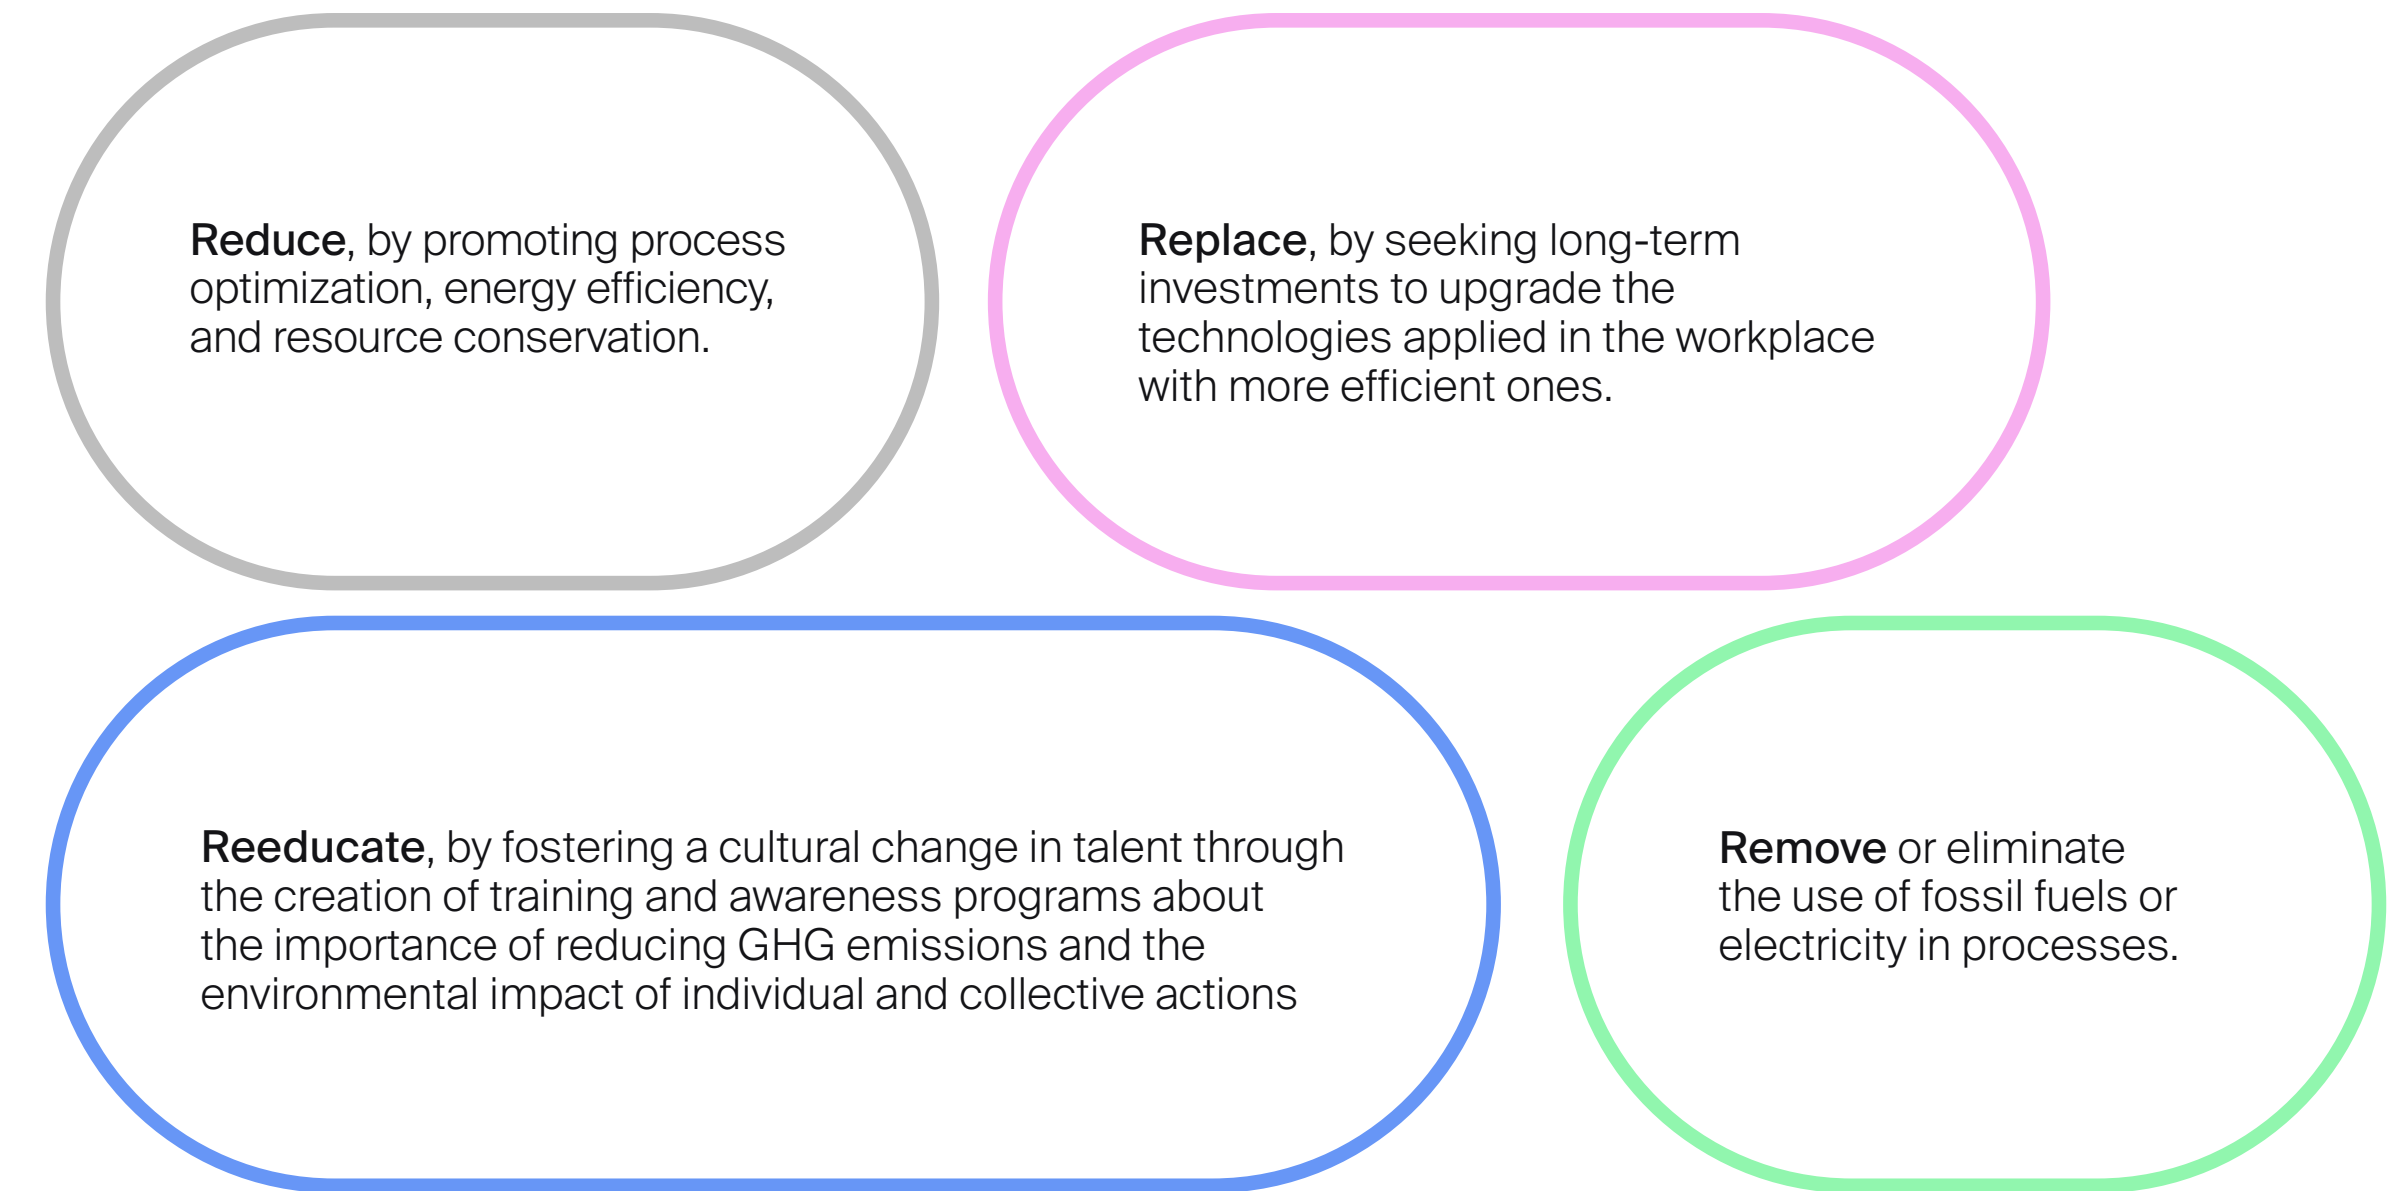 Reduce, by promoting process
optimization, energy efficiency,
and resource conservation.
Replace, by seeking long-term
investments to upgrade the
technologies applied in the workplace
with more efficient ones.
Reeducate, by fostering a cultural change in talent through
the creation of training and awareness programs about
the importance of reducing GHG emissions and the
environmental impact of individual and collective actions
Remove or eliminate
the use of fossil fuels or
electricity in processes.